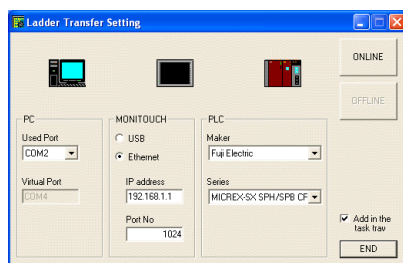 Ladder Transfer Setting
ONLINE
OFFLINE
PC
MONITOUCH
PLC
Used Port
USB
Maker
COM2
Ethernet
Fuji Electric
Virtual Port
IP address
Series
COM4
192.168.1.1
MICREX-SX SPH/SPB CF
Port No
1024
Add in the
task tray
END